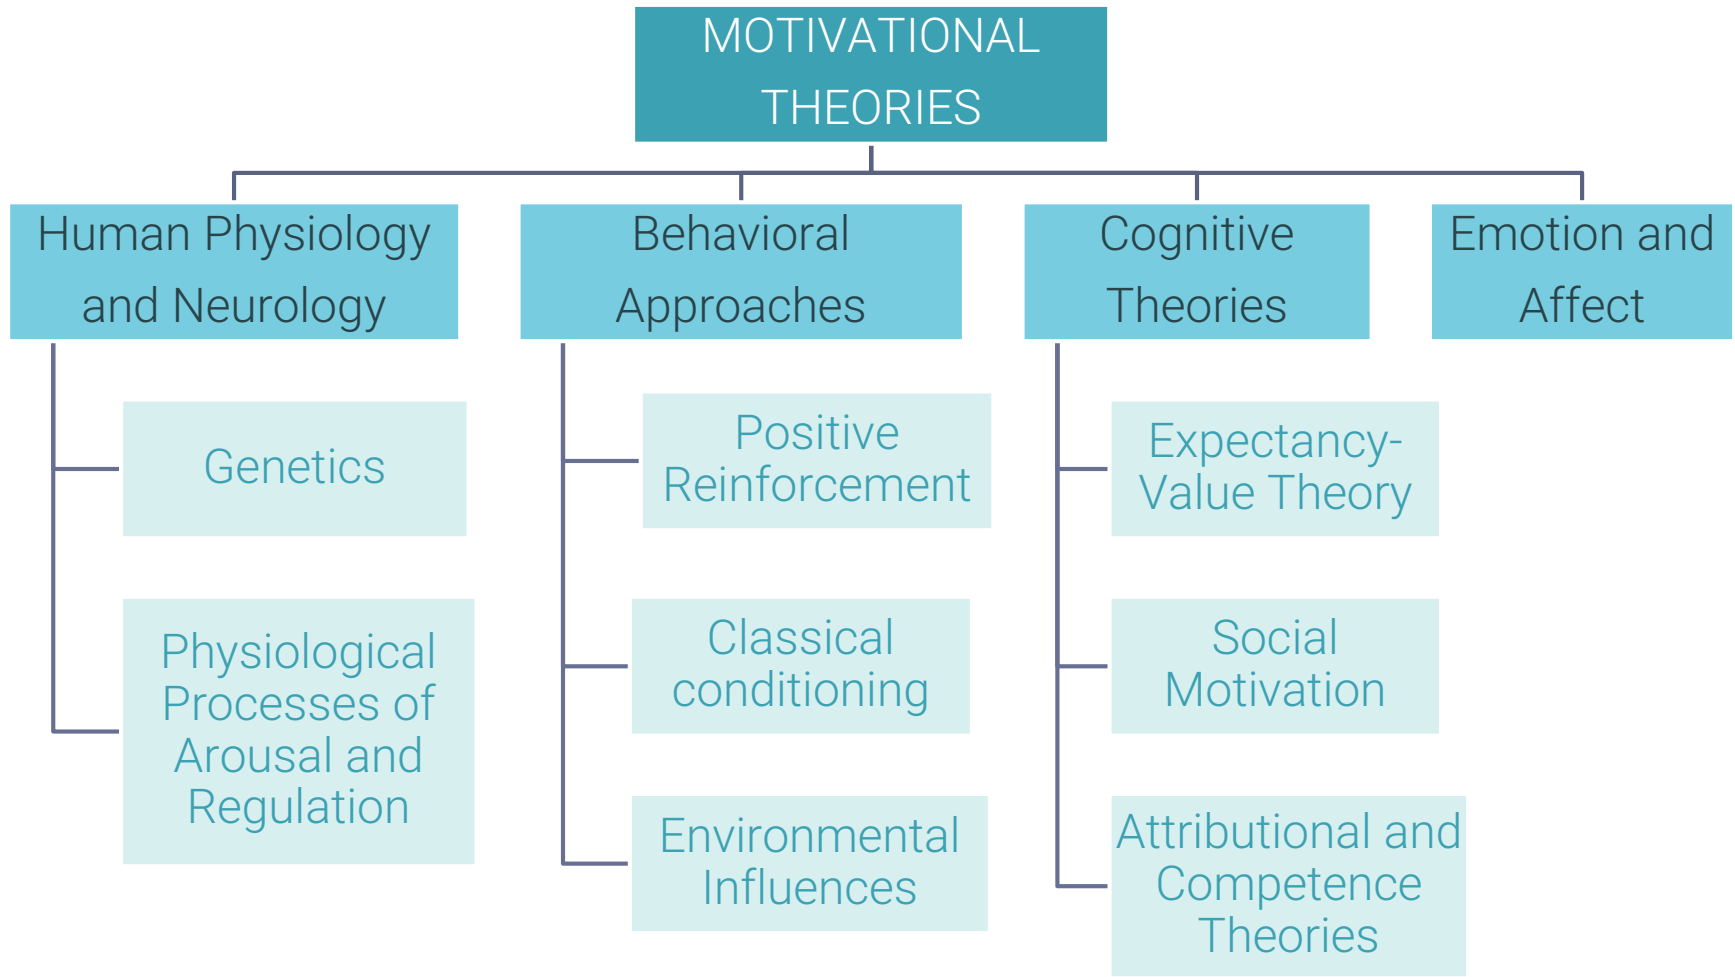 MOTIVATIONAL
THEORIES
Human Physiology
and Neurology
Behavioral
Approaches
Cognitive
Theories
Emotion and
Affect
Genetics
Physiological
Processes of
Arousal and
Regulation
Positive
Reinforcement
Classical
conditioning
Environmental
Influences
Expectancy-
Value Theory
Social
Motivation
Attributional and
Competence
Theories